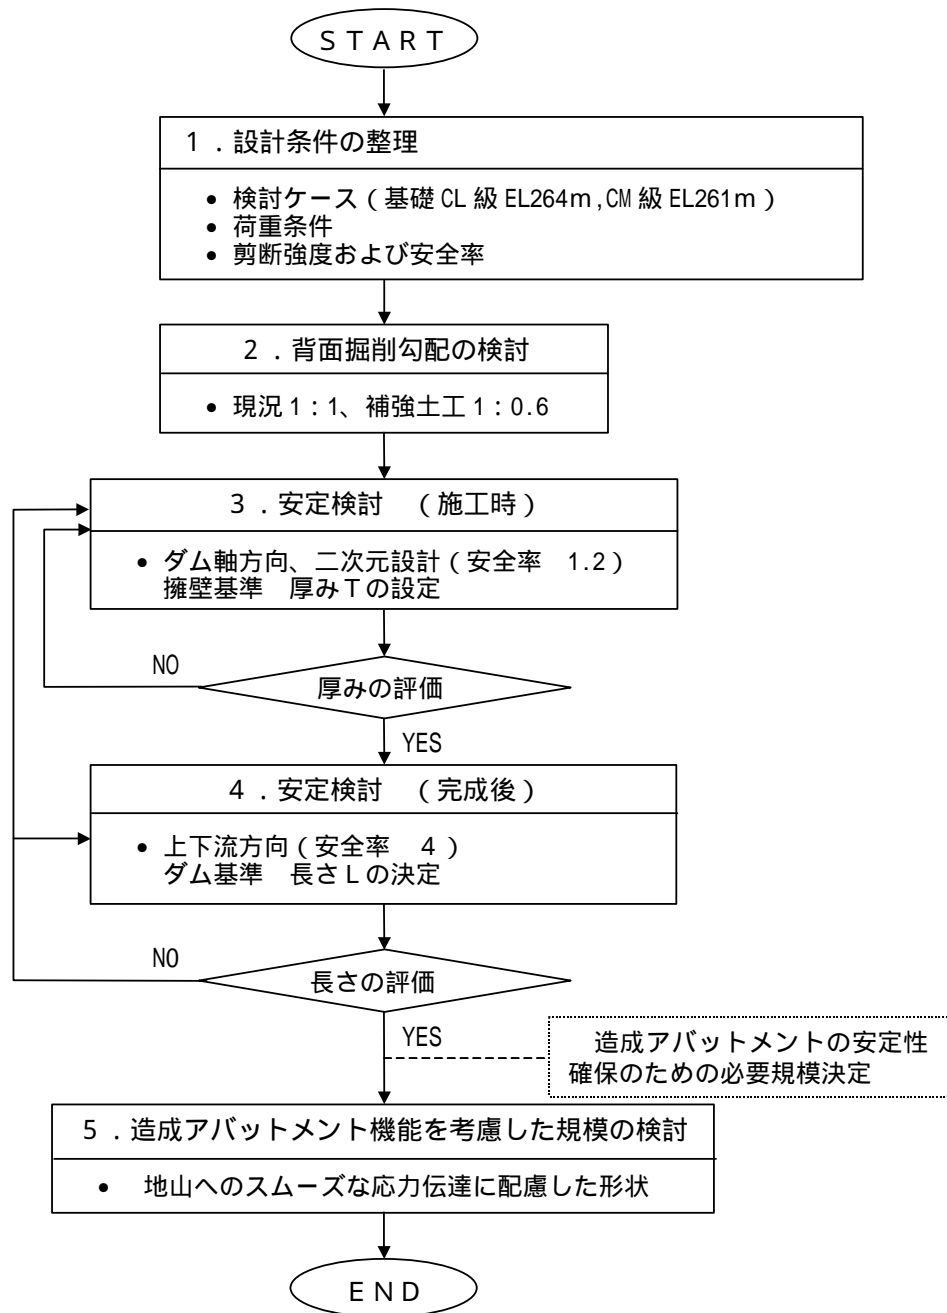 ＳＴＡＲＴ
１．設計条件の整理
• 検討ケース（基礎 CL 級 EL264m ,CM 級 EL261m）
• 荷重条件
• 剪断強度および安全率
２．背面掘削勾配の検討
• 現況 1：1、補強土工 1：0.6
３．安定検討　（施工時）
• ダム軸方向、二次元設計（安全率　1.2）
擁壁基準　厚みＴの設定
NO
厚みの評価
YES
４．安定検討　（完成後）
• 上下流方向（安全率　4）
ダム基準　長さＬの決定
NO
長さの評価
YES
造成アバットメントの安定性
確保のための必要規模決定
５．造成アバットメント機能を考慮した規模の検討
• 地山へのスムーズな応力伝達に配慮した形状
ＥＮＤ